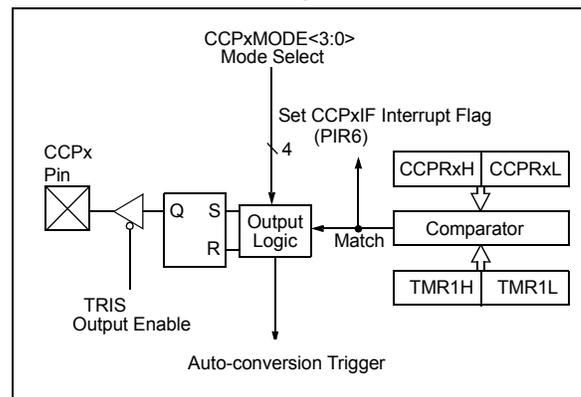 CCPxMODE<3:0>
Mode Select
Set CCPxIF Interrupt Flag
(PIR6)
4
CCPx
Pin
CCPRxH CCPRxL
Q S
R
Output
Logic
Match
Comparator
TRIS
Output Enable
TMR1H TMR1L
Auto-conversion Trigger